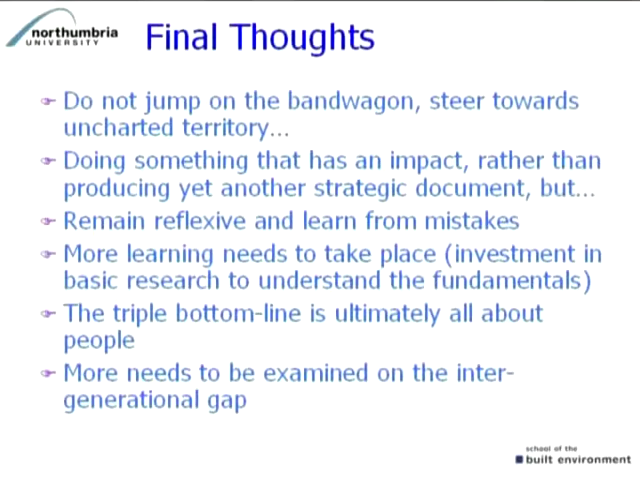 northumbria
UNIVERSITY
Final Thoughts
Do not jump on the bandwagon, steer towards
uncharted territory...
Doing something that has an impact, rather than
producing yet another strategic document, but...
Remain reflexive and learn from mistakes
More learning needs to take place (investment in
basic research to understand the fundamentals)
The triple bottom-line is ultimately all about
people
More needs to be examined on the inter-
generational gap
school of the
built environment